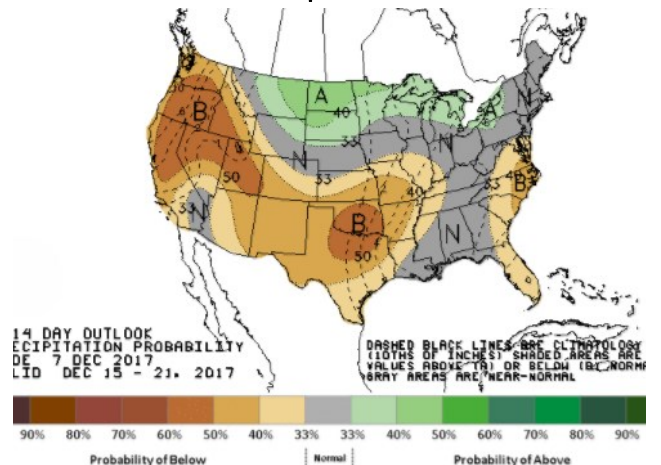 B
50
A
40
B
N
33
A
N
N
50
33
40
33
40
B
33
N
B
50
N
14 DAY OUTLOOK
ECIPITATION PROBABILITY
DE 7 DEC 2017
LID DEC 15 - 21, 2017
DASHED BLACK LINES ARE CLIMATOLOGY
(10THS OF INCHES) SHADED AREAS ARE
VALUES ABOVE (A) OR BELOW (B) NORMA
GRAY AREAS ARE NEAR-NORMAL
90% 80% 70% 60% 50% 40% 33% 33% 40% 50% 60% 70% 80% 90%
Probability of Below Normal Probability of Above